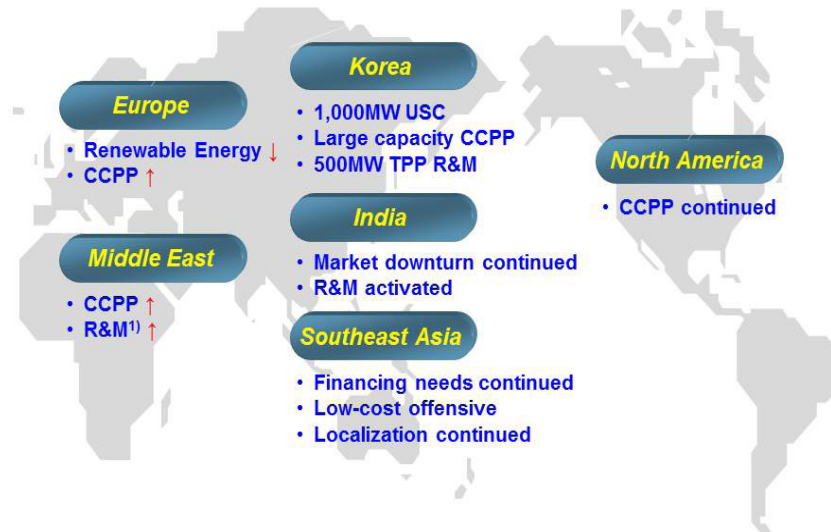 Europe
• Renewable Energy ↓
• CCPP ↑
Middle East
• CCPP ↑
• R&M¹⁾ ↑
Korea
• 1,000MW USC
• Large capacity CCPP
• 500MW TPP R&M
India
• Market downturn continued
• R&M activated
Southeast Asia
• Financing needs continued
• Low-cost offensive
• Localization continued
North America
• CCPP continued